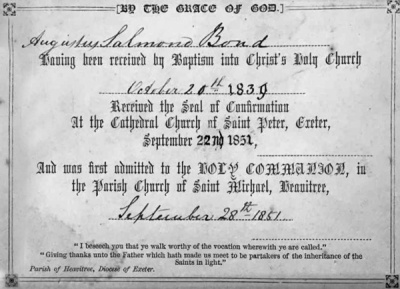 [BY THE GRACE OF GOD.]
Augustus Salmond Bond
Having been received by Baptism into Christ's Holy Church
October 20th 1839
Received the Seal of Confirmation
At the Cathedral Church of Saint Peter, Exeter,
September 22nd 1851,
And was first admitted to the HOLY COMMUNION, in
the Parish Church of Saint Michael, Heavitree,
September 28th 1851
"I beseech you that ye walk worthy of the vocation wherewith ye are called."
"Giving thanks unto the Father which hath made us meet to be partakers of the inheritance of the
Saints in light."
Parish of Heavitree, Diocese of Exeter.